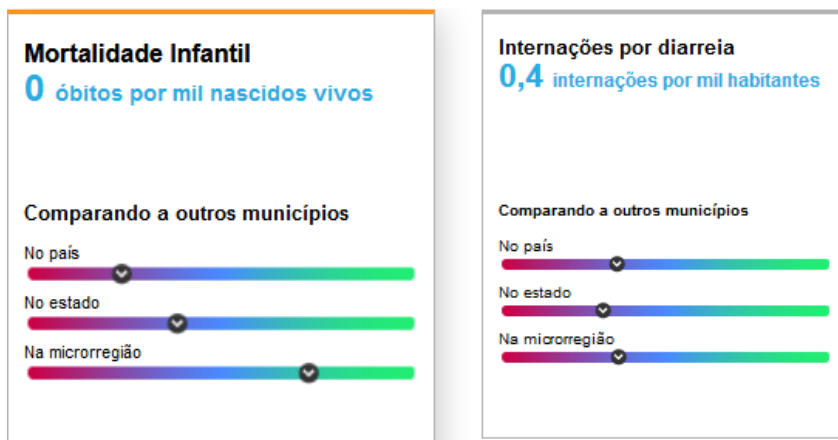 Mortalidade Infantil
0 óbitos por mil nascidos vivos
Comparando a outros municípios
No país
No estado
Na microrregião
Internações por diarreia
0,4 internações por mil habitantes
Comparando a outros municípios
No país
No estado
Na microrregião